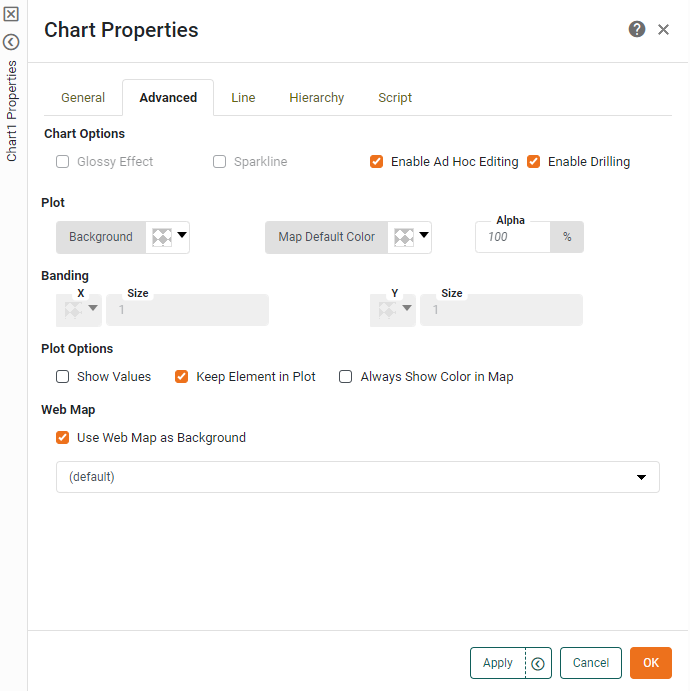 Chart1 Properties
Chart Properties
General Advanced Line Hierarchy Script
Chart Options
Glossy Effect Sparkline Enable Ad Hoc Editing Enable Drilling
Plot
Background Map Default Color Alpha 100 %
Banding
X Size Y Size
1 1
Plot Options
Show Values Keep Element in Plot Always Show Color in Map
Web Map
Use Web Map as Background
(default)
Apply Cancel OK